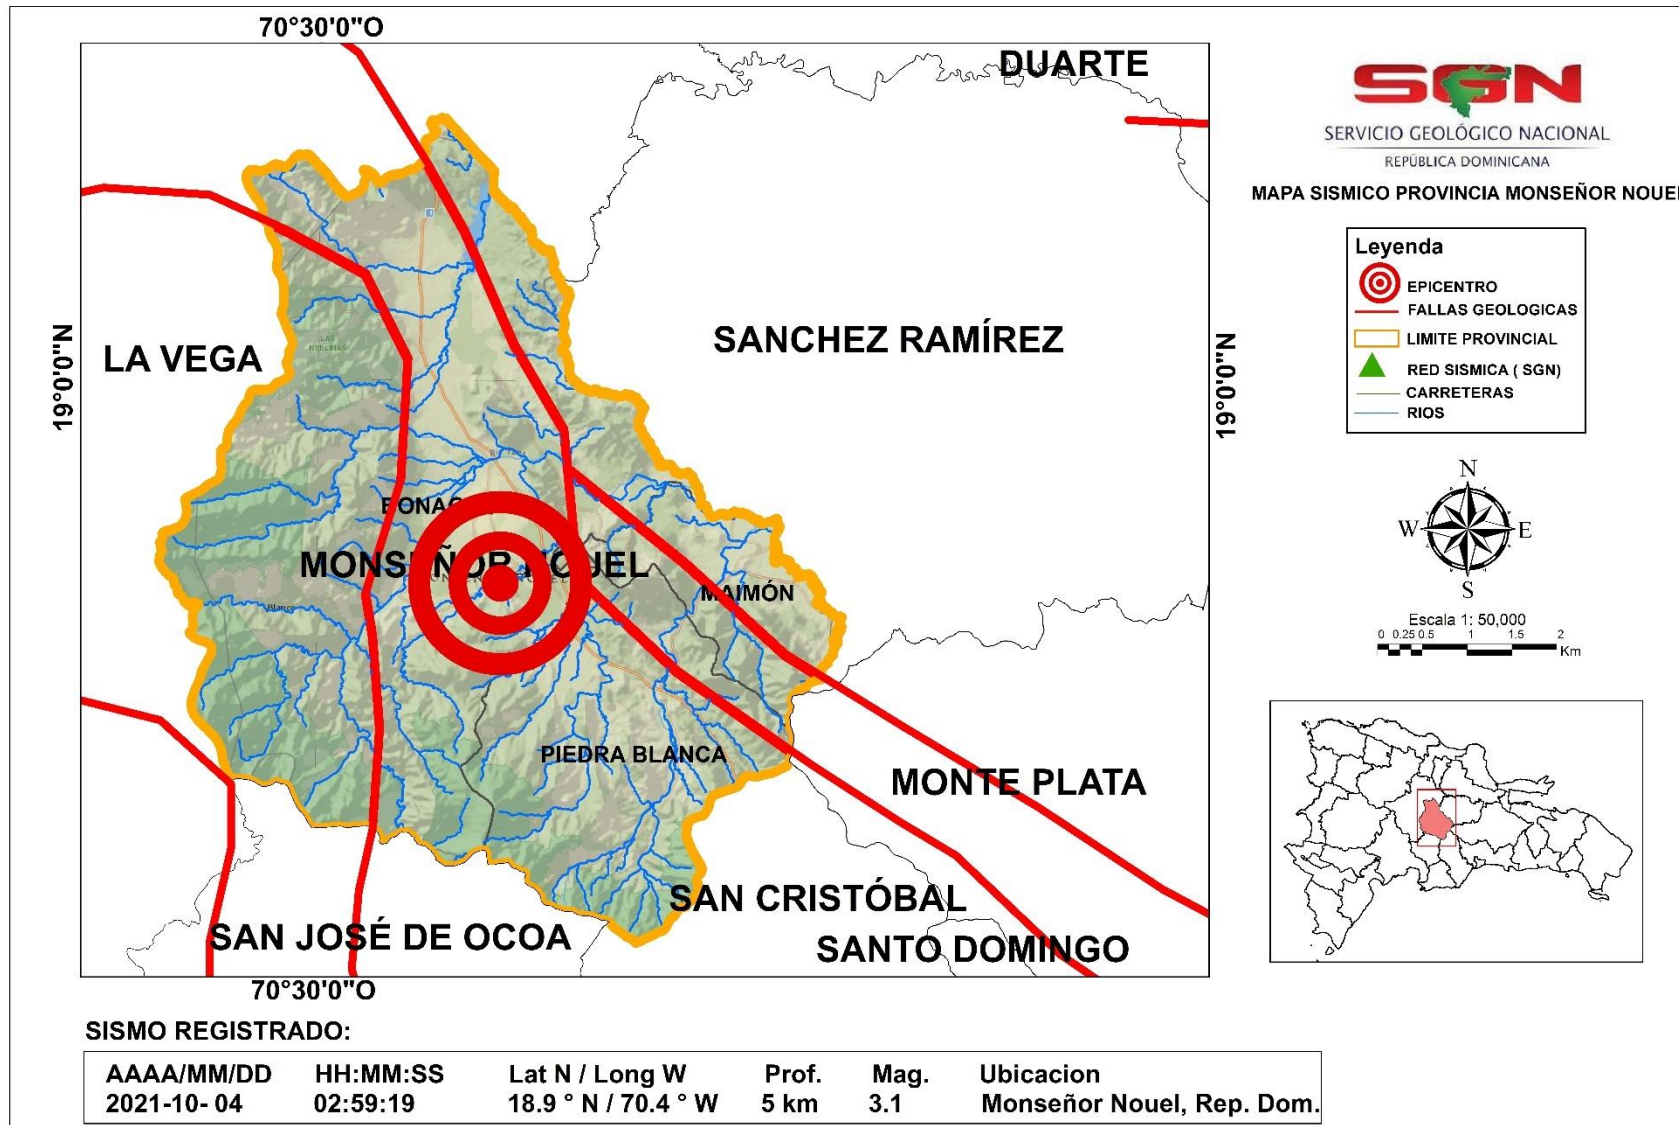 70°30'0"O
DUARTE
SGN
SERVICIO GEOLÓGICO NACIONAL
REPÚBLICA DOMINICANA
MAPA SISMICO PROVINCIA MONSEÑOR NOUEL
Leyenda
EPICENTRO
FALLAS GEOLOGICAS
LIMITE PROVINCIAL
RED SISMICA ( SGN)
CARRETERAS
RIOS
LA VEGA
SANCHEZ RAMÍREZ
19°0'0"N
19°0'0"N
MONSEÑOR NOUEL
MAIMÓN
Blanco
PIEDRA BLANCA
MONTE PLATA
SAN CRISTÓBAL
SAN JOSÉ DE OCOA
SANTO DOMINGO
70°30'0"O
N
W
E
S
Escala 1: 50,000
0 0.25 0.5 1 1.5 2
Km
SISMO REGISTRADO:
AAAA/MM/DD HH:MM:SS Lat N / Long W Prof. Mag. Ubicacion
2021-10- 04 02:59:19 18.9 ° N / 70.4 ° W 5 km 3.1 Monseñor Nouel, Rep. Dom.